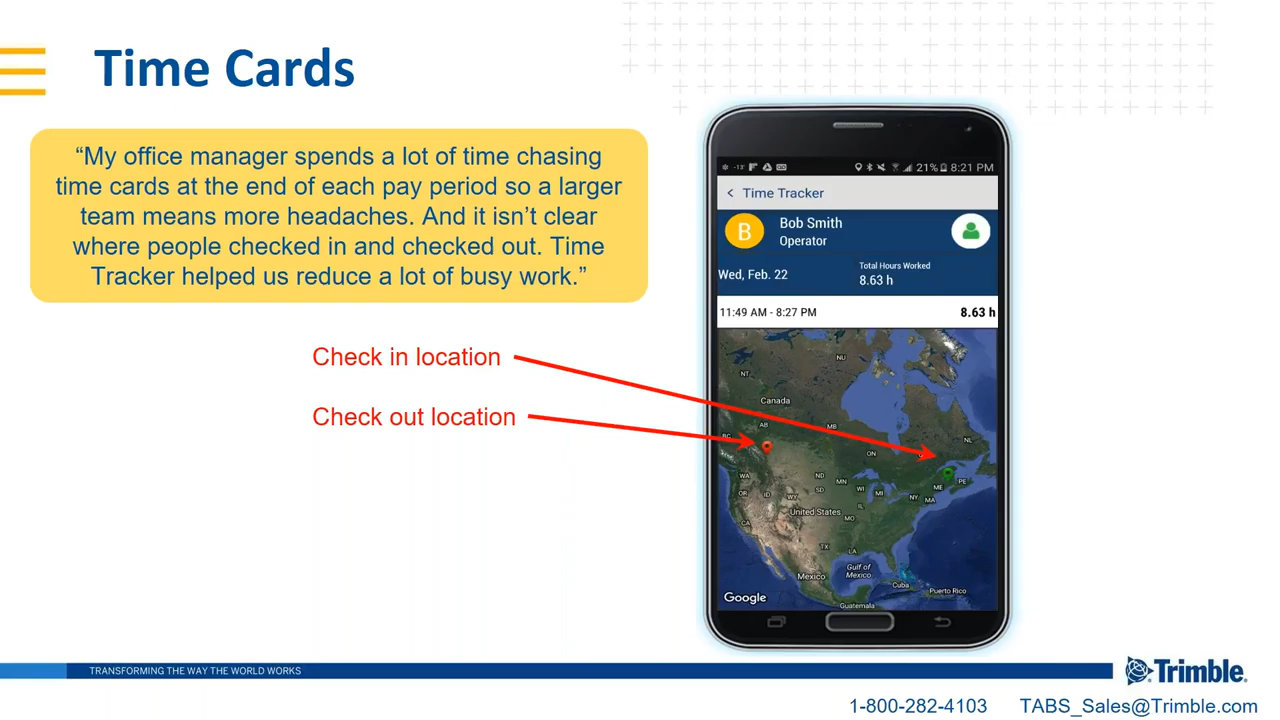 Time Cards
“My office manager spends a lot of time chasing
time cards at the end of each pay period so a larger
team means more headaches. And it isn’t clear
where people checked in and checked out. Time
Tracker helped us reduce a lot of busy work.”
Check in location
Check out location
-13° 21% 8:21 PM
< Time Tracker
B
Bob Smith
Operator
Wed, Feb. 22
Total Hours Worked
8.63 h
11:49 AM - 8:27 PM 8.63 h
NU
NT
Canada
AB
MB
BC
NL
ON
WA
ND
MN
ME
PE
OR
ID
WY
SD
WI
MI
NY
MA
IL
United States
MO
CA
TX
LA
Gulf of
Mexico
Mexico
Cuba
Puerto Rico
Guatemala
Google
TRANSFORMING THE WAY THE WORLD WORKS
Trimble
1-800-282-4103 TABS_Sales@Trimble.com